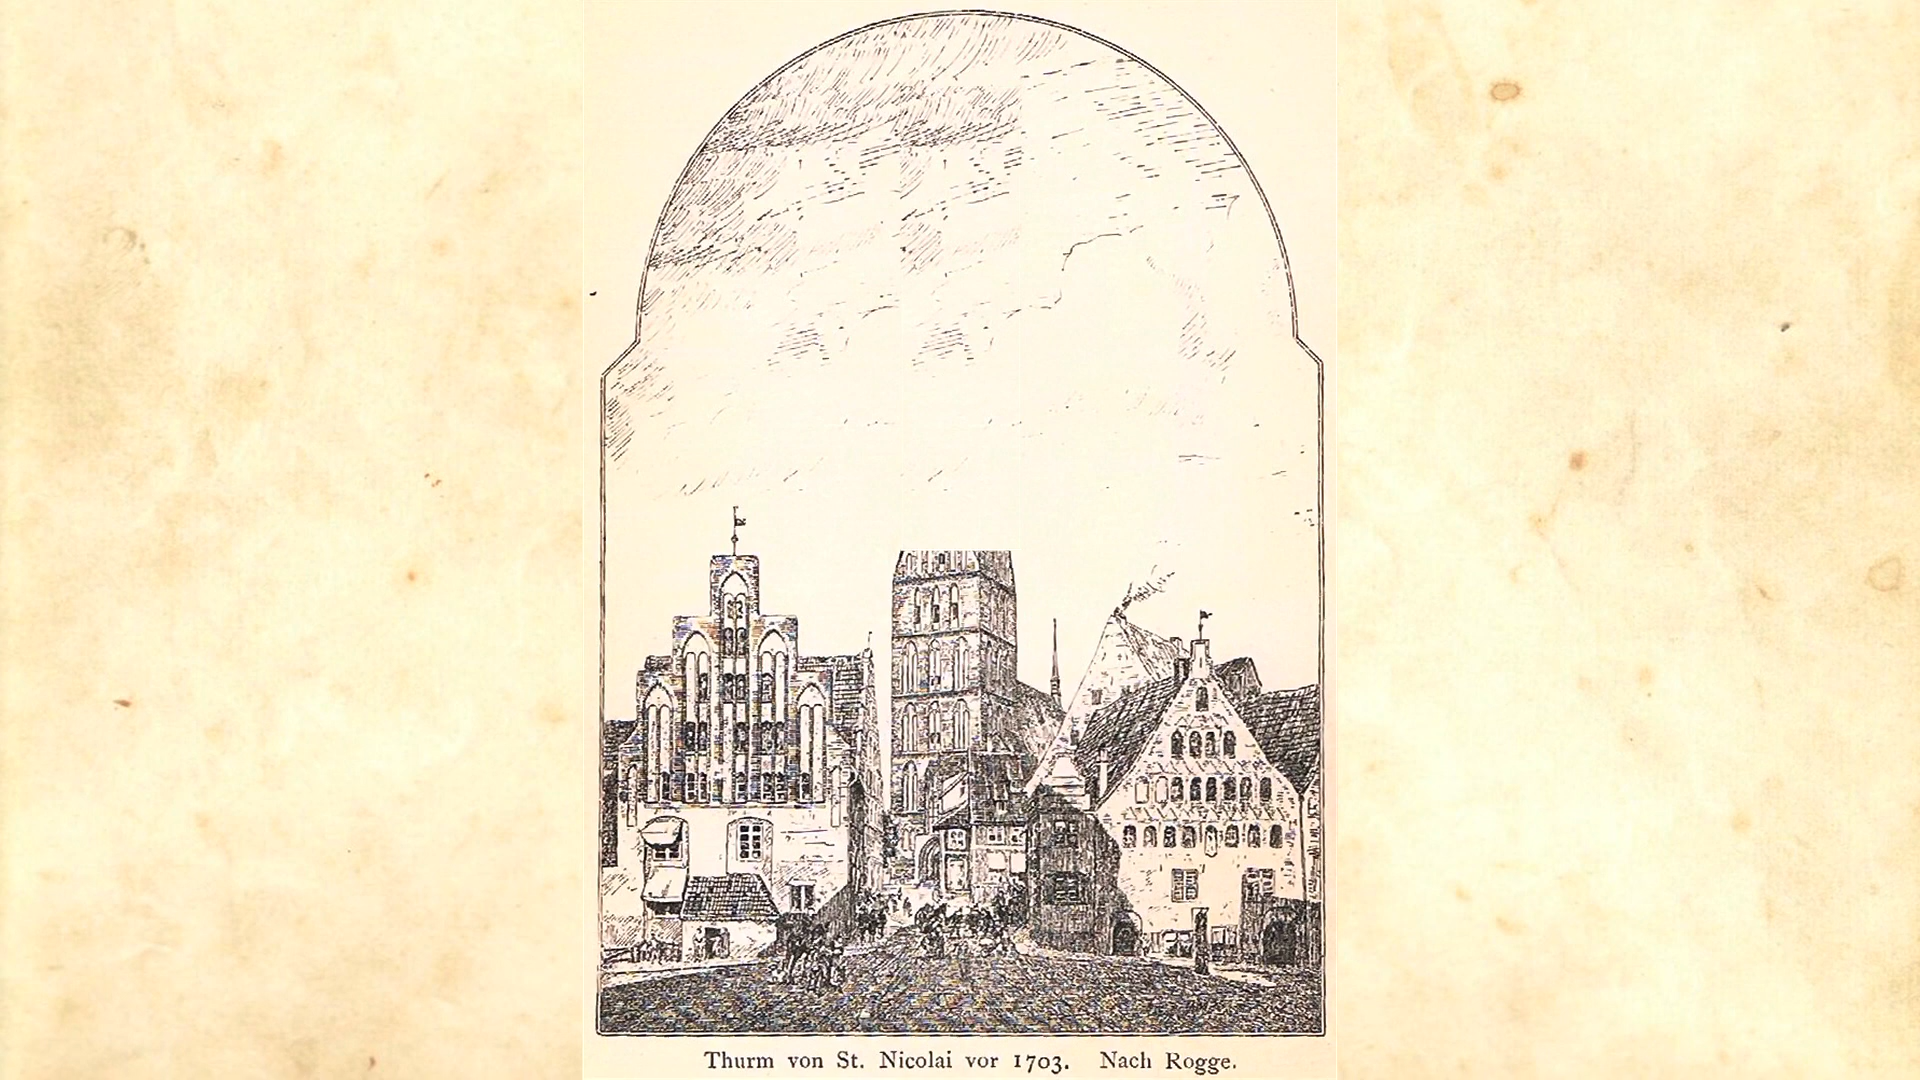 Thurm von St. Nicolai vor 1703. Nach Rogge.